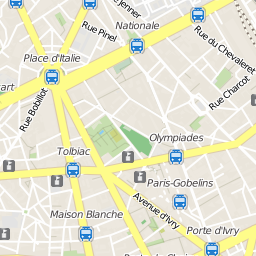 Jenner
Nationale
Rue Pinel
Rue du Chevaleret
Place d'Italie
Rue Charcot
Rue Bobillot
Olympiades
Tolbiac
Paris-Gobelins
Maison Blanche
Avenue d'Ivry
Porte d'Ivry